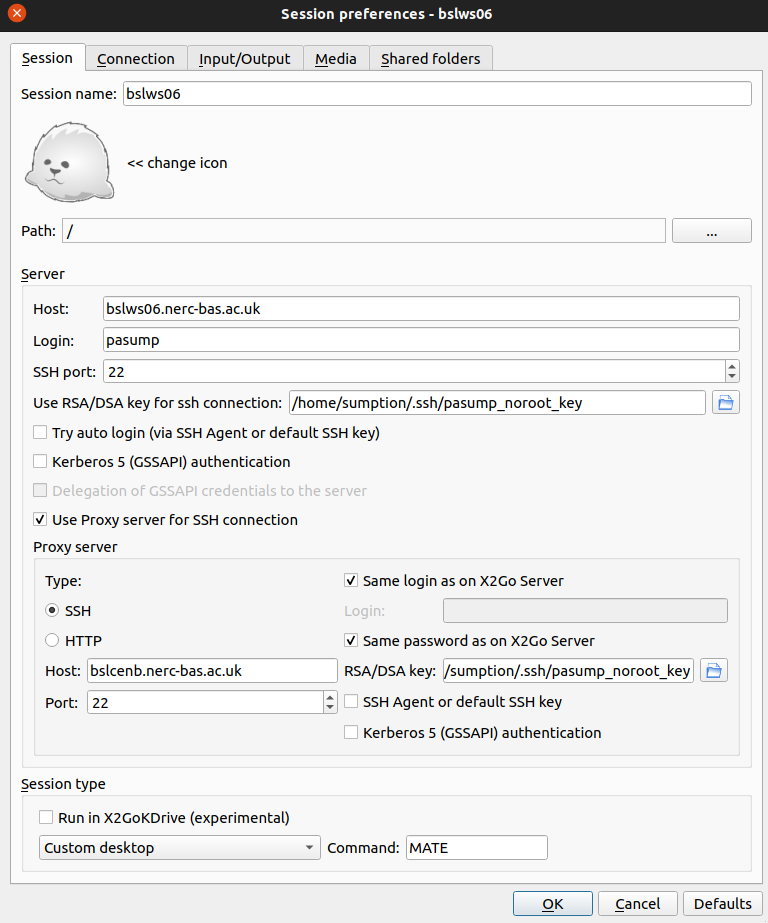 Session preferences - bslws06
Session Connection Input/Output Media Shared folders
Session name: bslws06
<< change icon
Path: / ...
Server
Host: bslws06.nerc-bas.ac.uk
Login: pasump
SSH port: 22
Use RSA/DSA key for ssh connection: /home/sumption/.ssh/pasump_noroot_key
Try auto login (via SSH Agent or default SSH key)
Kerberos 5 (GSSAPI) authentication
Delegation of GSSAPI credentials to the server
Use Proxy server for SSH connection
Proxy server
Type: Same login as on X2Go Server
SSH Login:
HTTP Same password as on X2Go Server
Host: bslcenb.nerc-bas.ac.uk RSA/DSA key: /sumption/.ssh/pasump_noroot_key
Port: 22 SSH Agent or default SSH key
Kerberos 5 (GSSAPI) authentication
Session type
Run in X2GoKDrive (experimental)
Custom desktop Command: MATE
OK Cancel Defaults